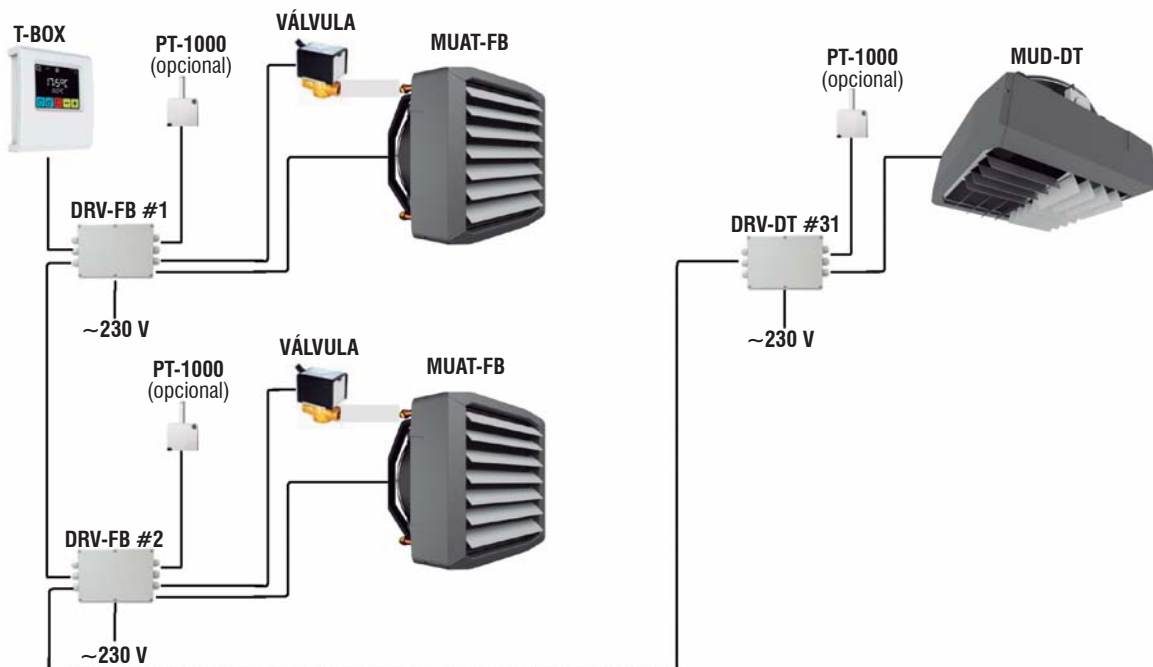 T-BOX
PT-1000
(opcional)
VÁLVULA
MUAT-FB
DRV-FB #1
~230 V
PT-1000
(opcional)
VÁLVULA
MUAT-FB
DRV-FB #2
~230 V
PT-1000
(opcional)
MUD-DT
DRV-DT #31
~230 V